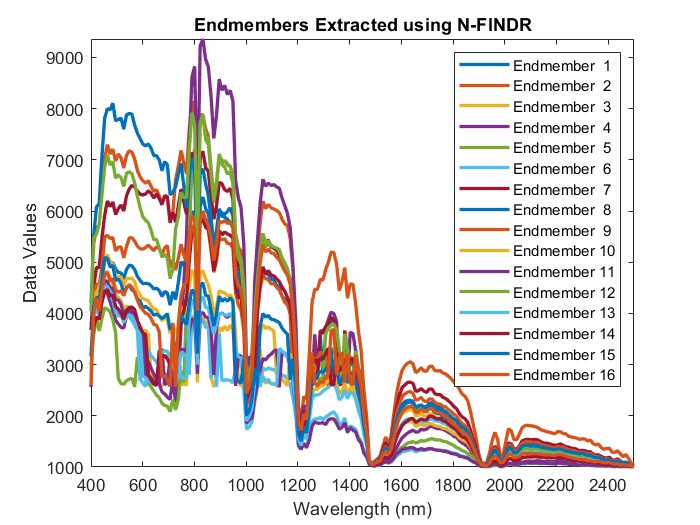 Endmembers Extracted using N-FINDR
9000
8000
7000
6000
5000
4000
3000
2000
1000
Data Values
Endmember 1
Endmember 2
Endmember 3
Endmember 4
Endmember 5
Endmember 6
Endmember 7
Endmember 8
Endmember 9
Endmember 10
Endmember 11
Endmember 12
Endmember 13
Endmember 14
Endmember 15
Endmember 16
400 600 800 1000 1200 1400 1600 1800 2000 2200 2400
Wavelength (nm)